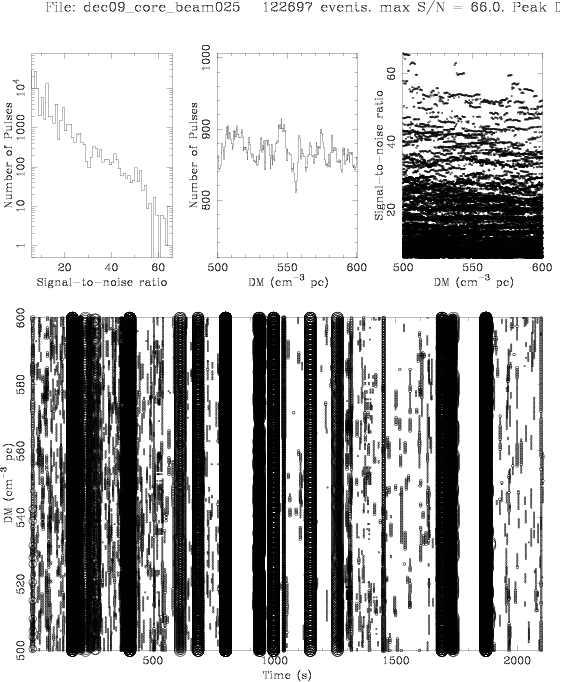 File: dec09_core_beam025 122697 events. max S/N = 66.0. Peak
Number of Pulses
10⁴
1000
100
10
1
20 40 60
Signal-to-noise ratio
Number of Pulses
1000
900
800
500 550 600
DM (cm⁻³ pc)
Signal-to-noise ratio
60
40
20
500 550 600
DM (cm⁻³ pc)
DM (cm⁻³ pc)
600
580
560
540
520
500
500 1000 1500 2000
Time (s)